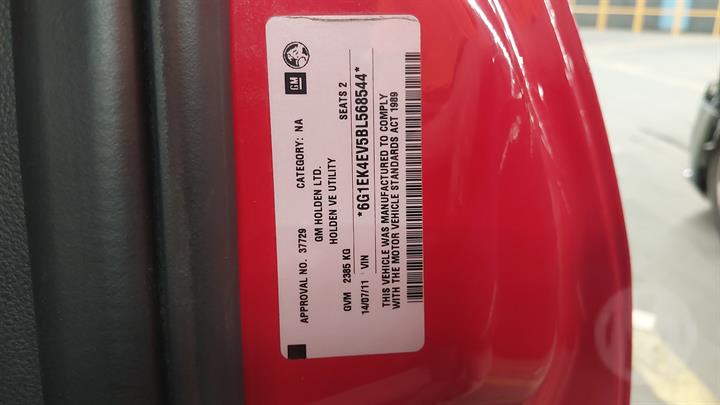 APPROVAL NO. 37729 CATEGORY: NA
GM HOLDEN LTD.
HOLDEN VE UTILITY
GVM 2385 KG SEATS 2
14/07/11 VIN *6G1EK4EV5BL568544*
THIS VEHICLE WAS MANUFACTURED TO COMPLY
WITH THE MOTOR VEHICLE STANDARDS ACT 1989
GM